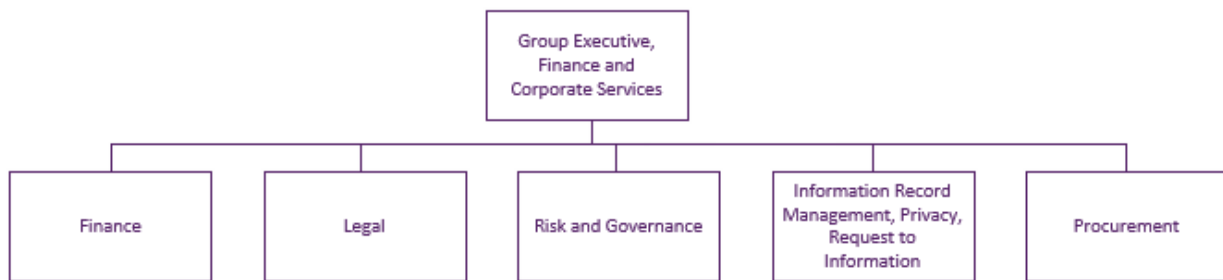 Group Executive,
Finance and
Corporate Services
Finance
Legal
Risk and Governance
Information Record
Management, Privacy,
Request to
Information
Procurement